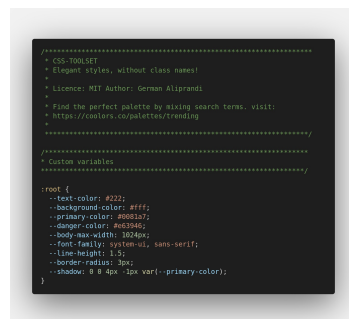 /******************************************************************
* CSS-TOOLSET
* Elegant styles, without class names!
*
* Licence: MIT Author: German Aliprandi
*
* Find the perfect palette by mixing search terms. visit:
* https://coolors.co/palettes/trending
*
*****************************************************************/
/*****************************************************************
* Custom variables
*****************************************************************/
:root {
--text-color: #222;
--background-color: #fff;
--primary-color: #0081a7;
--danger-color: #e63946;
--body-max-width: 1024px;
--font-family: system-ui, sans-serif;
--line-height: 1.5;
--border-radius: 3px;
--shadow: 0 0 4px -1px var(--primary-color);
}